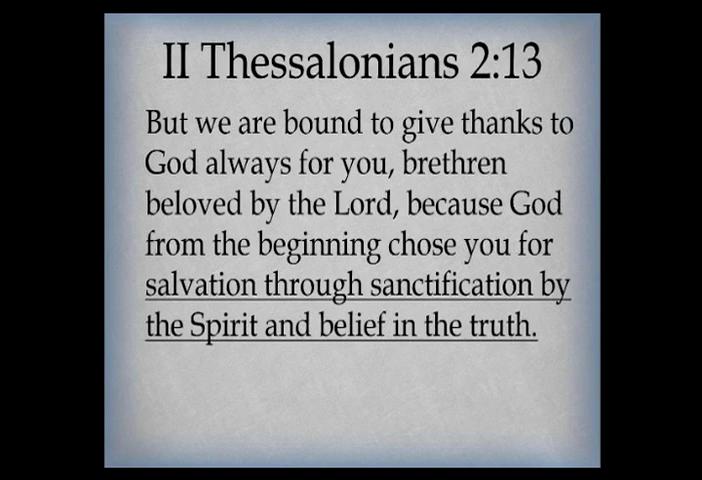 II Thessalonians 2:13
But we are bound to give thanks to
God always for you, brethren
beloved by the Lord, because God
from the beginning chose you for
salvation through sanctification by
the Spirit and belief in the truth.